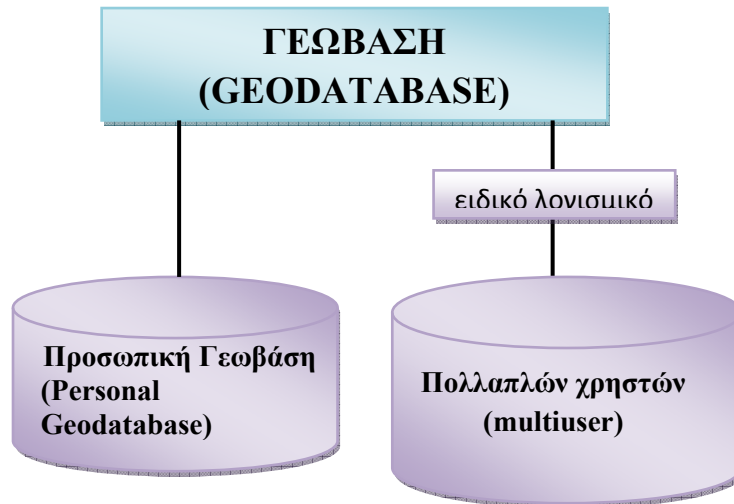 ΓΕΩΒΑΣΗ
(GEODATABASE)
ειδικό λογισμικό
Προσωπική Γεωβάση
(Personal
Geodatabase)
Πολλαπλών χρηστών
(multiuser)